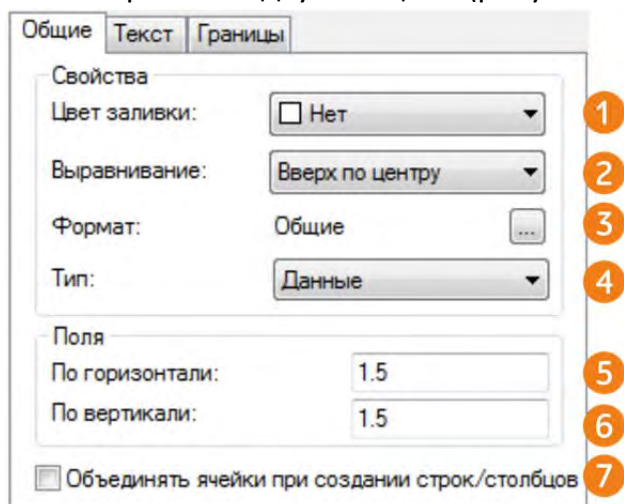 Общие Текст Границы
Свойства
Цвет заливки: Нет 1
Выравнивание: Вверх по центру 2
Формат: Общие ... 3
Тип: Данные 4
Поля
По горизонтали: 1.5 5
По вертикали: 1.5 6
Объединять ячейки при создании строк/столбцов 7